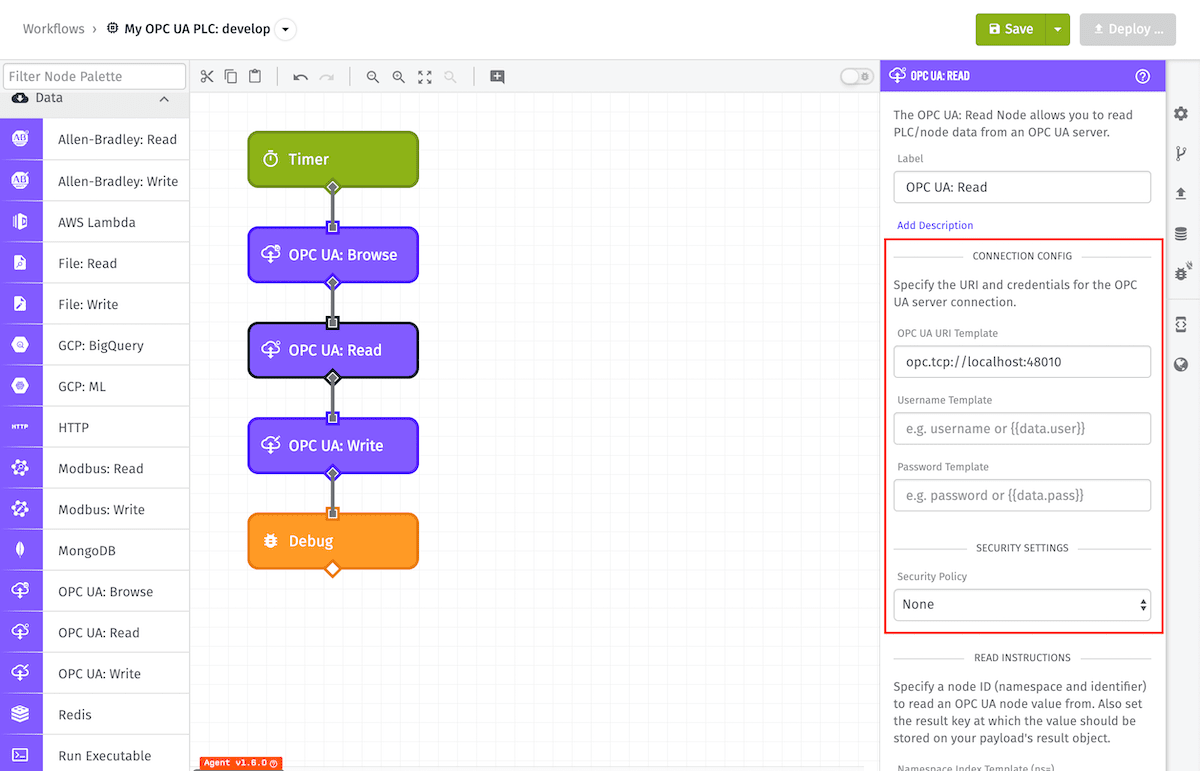 Workflows › My OPC UA PLC: develop
Save
Deploy ...
Filter Node Palette
Data
Allen-Bradley: Read
Allen-Bradley: Write
AWS Lambda
File: Read
File: Write
GCP: BigQuery
GCP: ML
HTTP
HTTP
Modbus: Read
Modbus: Write
MongoDB
OPC UA: Browse
OPC UA: Read
OPC UA: Write
Redis
Run Executable
Timer
OPC UA: Browse
OPC UA: Read
OPC UA: Write
Debug
Agent v1.6.0
OPC UA: READ
The OPC UA: Read Node allows you to read
PLC/node data from an OPC UA server.
Label
OPC UA: Read
Add Description
CONNECTION CONFIG
Specify the URI and credentials for the OPC
UA server connection.
OPC UA URI Template
opc.tcp://localhost:48010
Username Template
e.g. username or {{data.user}}
Password Template
e.g. password or {{data.pass}}
SECURITY SETTINGS
Security Policy
None
READ INSTRUCTIONS
Specify a node ID (namespace and identifier)
to read an OPC UA node value from. Also set
the result key at which the value should be
stored on your payload's result object.
Namespace Index Template (ns=)